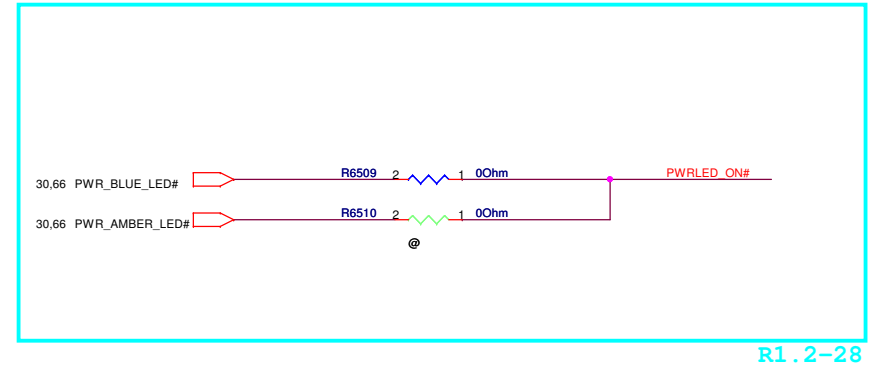 R6509 2 1 0Ohm PWRLED_ON#
30,66 PWR_BLUE_LED#
R6510 2 1 0Ohm
30,66 PWR_AMBER_LED#
@
R1.2-28